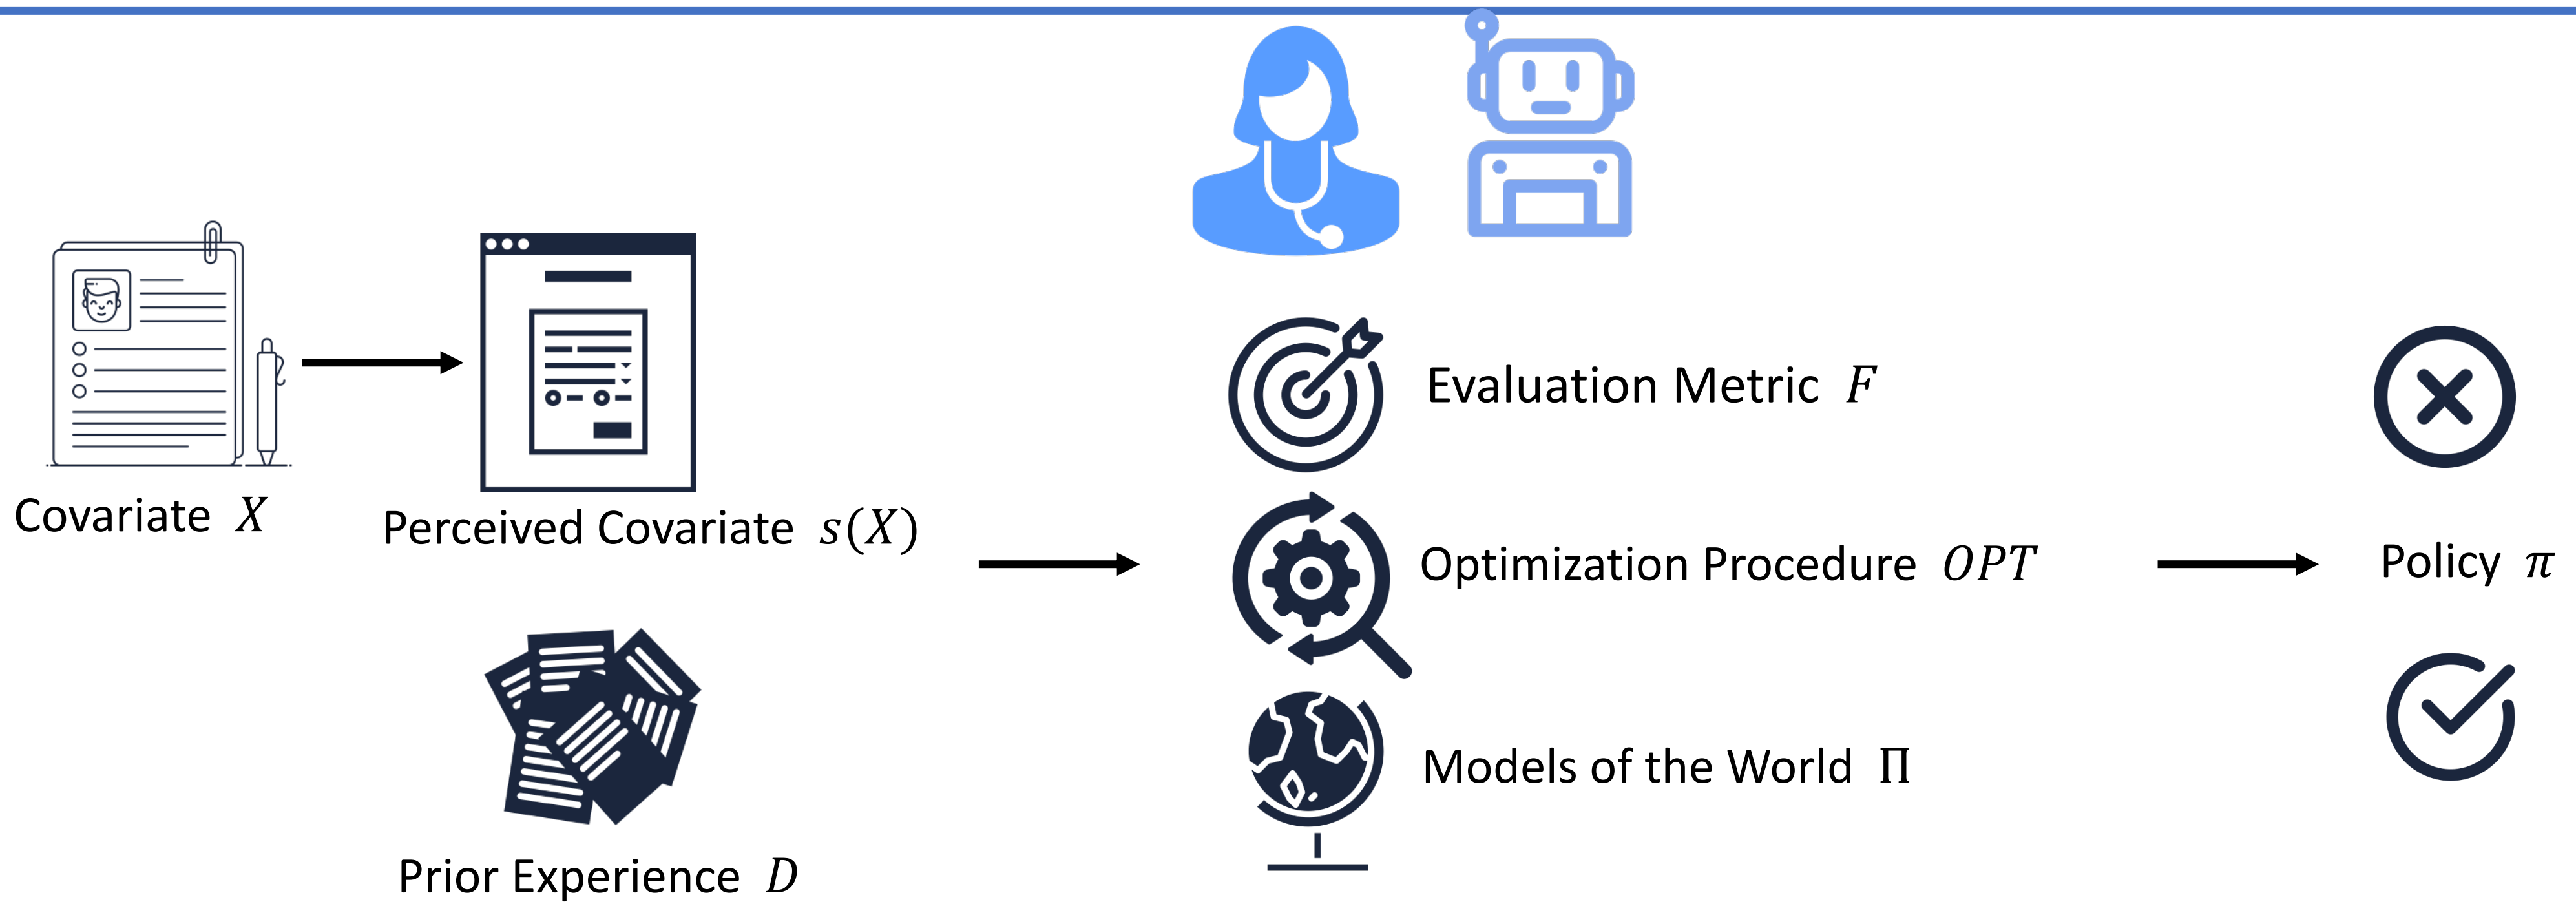 Covariate X
Perceived Covariate s(X)
Prior Experience D
Evaluation Metric F
Optimization Procedure OPT
Models of the World Π
Policy π